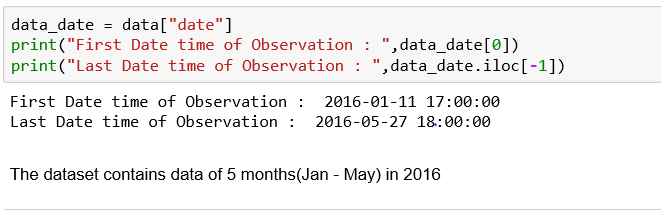 data_date = data["date"]
print("First Date time of Observation : ",data_date[0])
print("Last Date time of Observation : ",data_date.iloc[-1])
First Date time of Observation :  2016-01-11 17:00:00
Last Date time of Observation :  2016-05-27 18:00:00
The dataset contains data of 5 months(Jan - May) in 2016